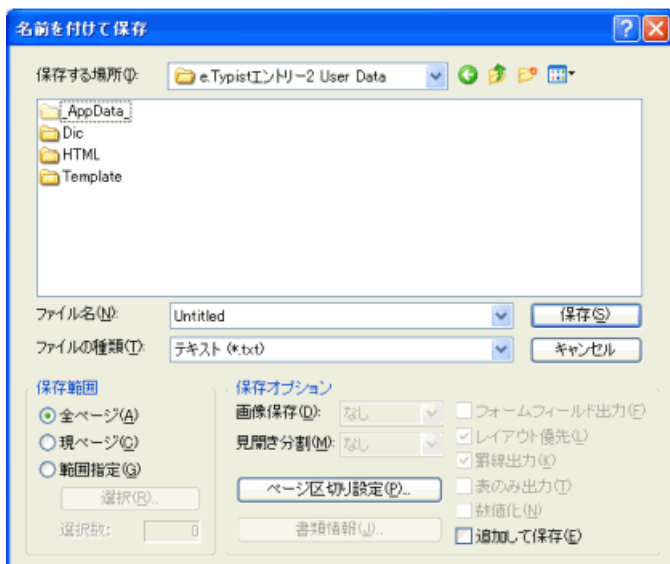 名前を付けて保存
保存する場所(I):
e.Typistエントリー2 User Data
_AppData_
Dic
HTML
Template
ファイル名(N):
Untitled
保存(S)
ファイルの種類(T):
テキスト (*.txt)
キャンセル
保存範囲
全ページ(A)
現ページ(C)
範囲指定(G)
選択(R)...
選択数:
0
保存オプション
画像保存(D):
なし
見開き分割(M):
なし
ページ区切り設定(P)...
書類情報(J)...
フォームフィールド出力(F)
レイアウト優先(L)
罫線出力(K)
表のみ出力(T)
数値化(N)
追加して保存(E)